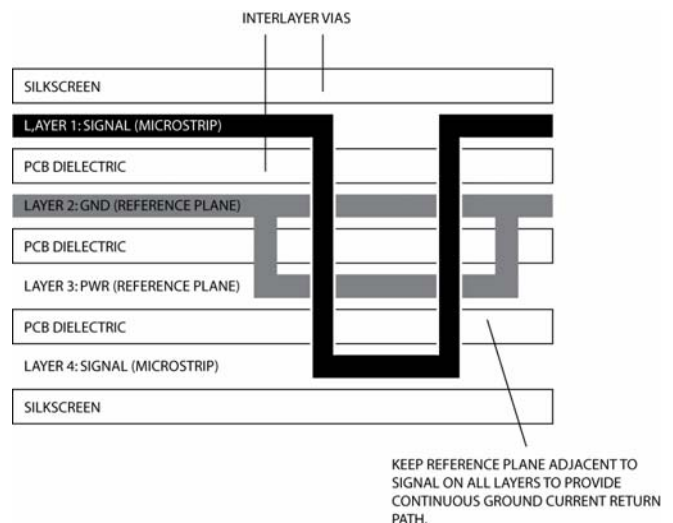 INTERLAYER VIAS
SILKSCREEN
L,AYER 1: SIGNAL (MICROSTRIP)
PCB DIELECTRIC
LAYER 2: GND (REFERENCE PLANE)
PCB DIELECTRIC
LAYER 3: PWR (REFERENCE PLANE)
PCB DIELECTRIC
LAYER 4: SIGNAL (MICROSTRIP)
SILKSCREEN
KEEP REFERENCE PLANE ADJACENT TO
SIGNAL ON ALL LAYERS TO PROVIDE
CONTINUOUS GROUND CURRENT RETURN
PATH.